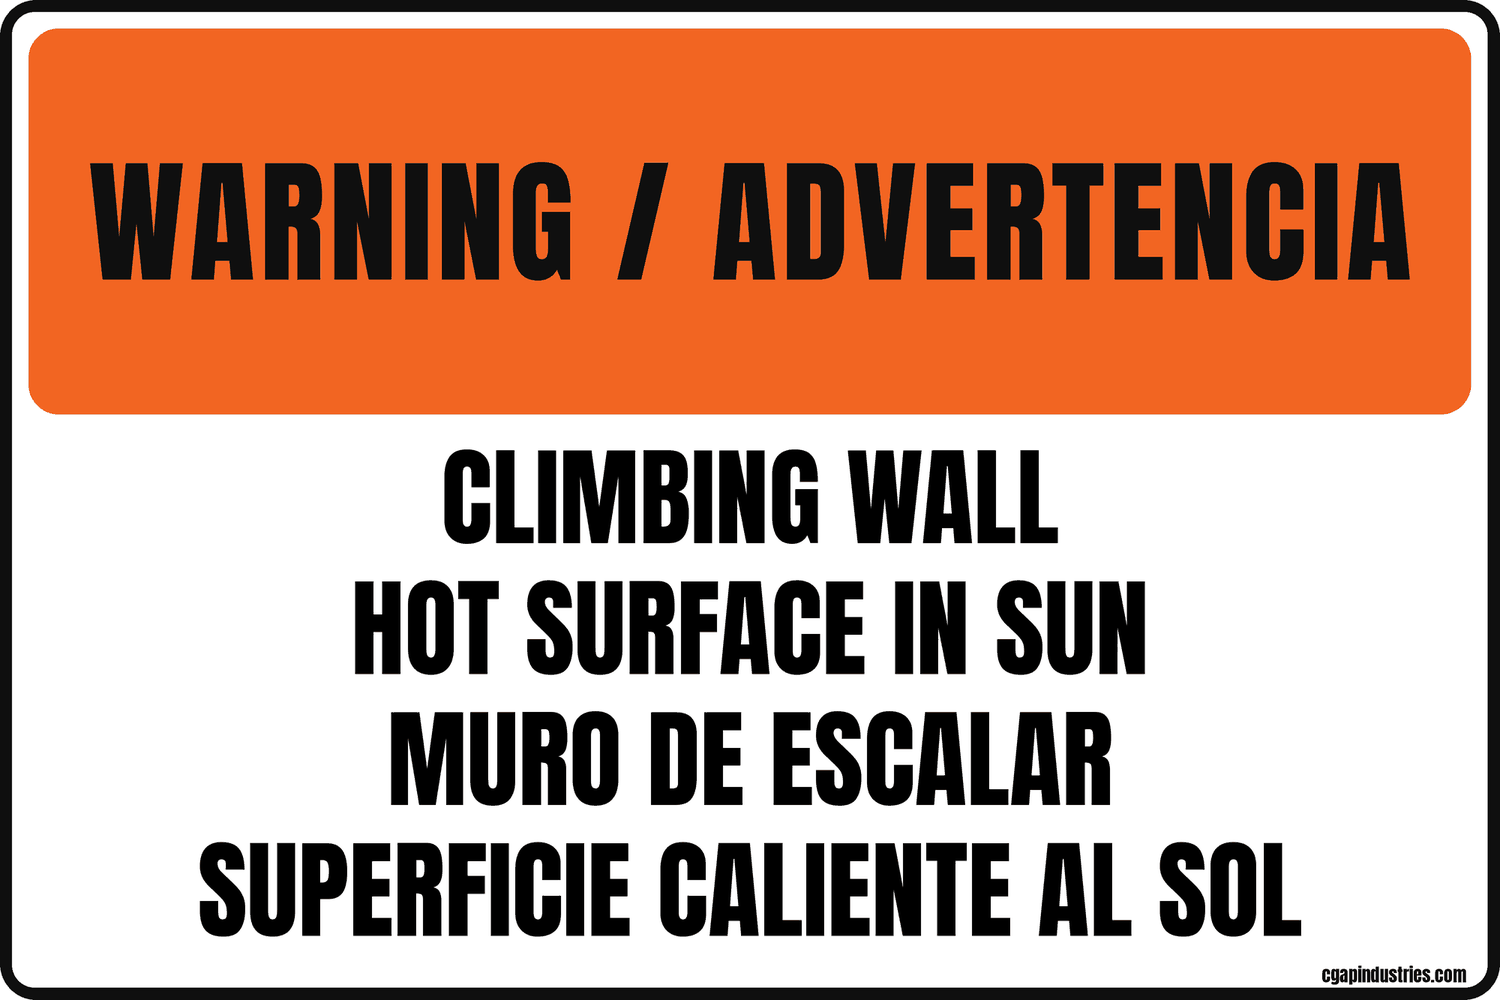 WARNING / ADVERTENCIA
CLIMBING WALL
HOT SURFACE IN SUN
MURO DE ESCALAR
SUPERFICIE CALIENTE AL SOL
cgapindustries.com